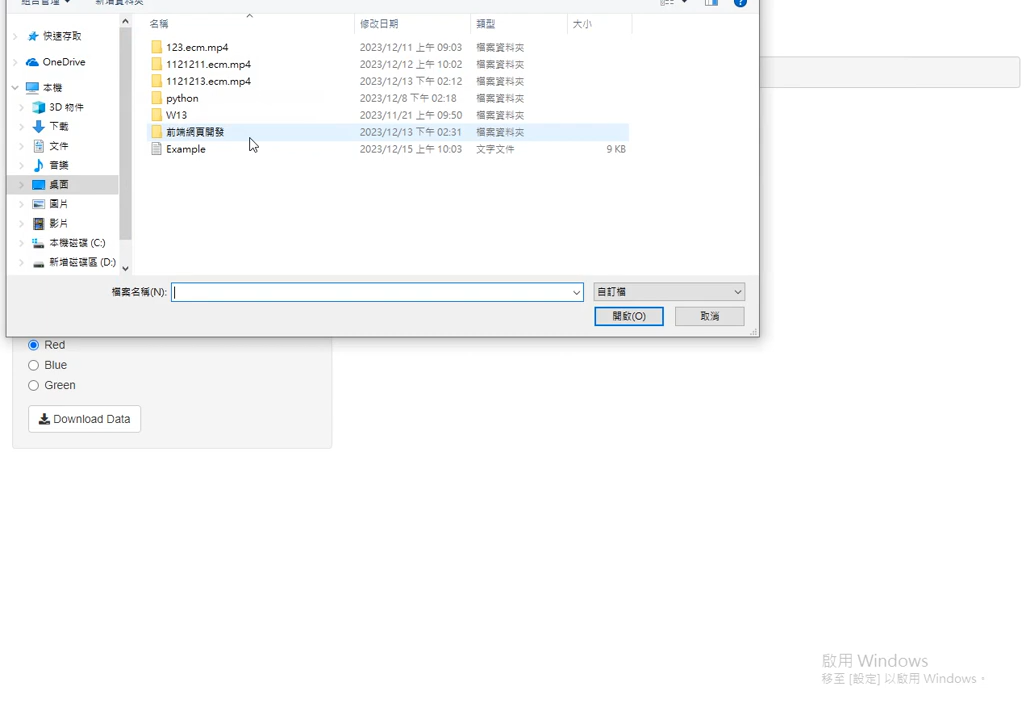 組合管理 新增資料夾
名稱 修改日期 類型 大小
快速存取
OneDrive
本機
3D 物件
下載
文件
音樂
桌面
圖片
影片
本機磁碟 (C:)
新增磁碟區 (D:)
123.ecm.mp4 2023/12/11 上午 09:03 檔案資料夾
1121211.ecm.mp4 2023/12/12 上午 10:02 檔案資料夾
1121213.ecm.mp4 2023/12/13 下午 02:12 檔案資料夾
python 2023/12/8 下午 02:18 檔案資料夾
W13 2023/11/21 上午 09:50 檔案資料夾
前端網頁開發 2023/12/13 下午 02:31 檔案資料夾
Example 2023/12/15 上午 10:03 文字文件 9 KB
檔案名稱(N): 自訂檔
開啟(O) 取消
Red
Blue
Green
Download Data
啟用 Windows
移至 [設定] 以啟用 Windows。